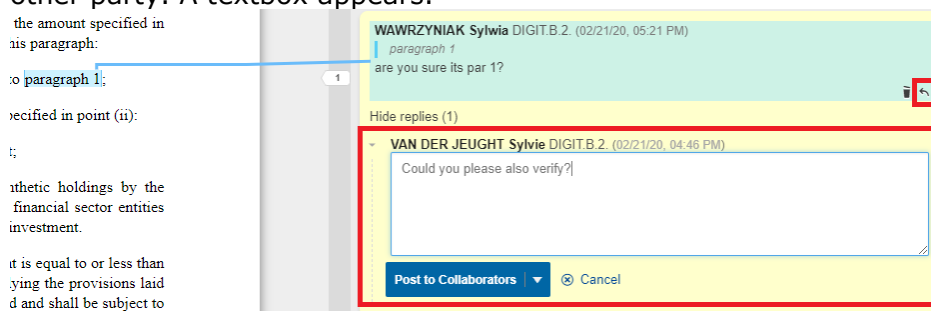 other party. A textbox appears.
the amount specified in
his paragraph:
to paragraph 1;
pecified in point (ii):
t;
nthetic holdings by the
financial sector entities
investment.
nt is equal to or less than
lying the provisions laid
d and shall be subject to
1
WAWRZYNIAK Sylwia DIGIT.B.2. (02/21/20, 05:21 PM)
paragraph 1
are you sure its par 1?
Hide replies (1)
VAN DER JEUGHT Sylvie DIGIT.B.2. (02/21/20, 04:46 PM)
Could you please also verify?
Post to Collaborators
Cancel